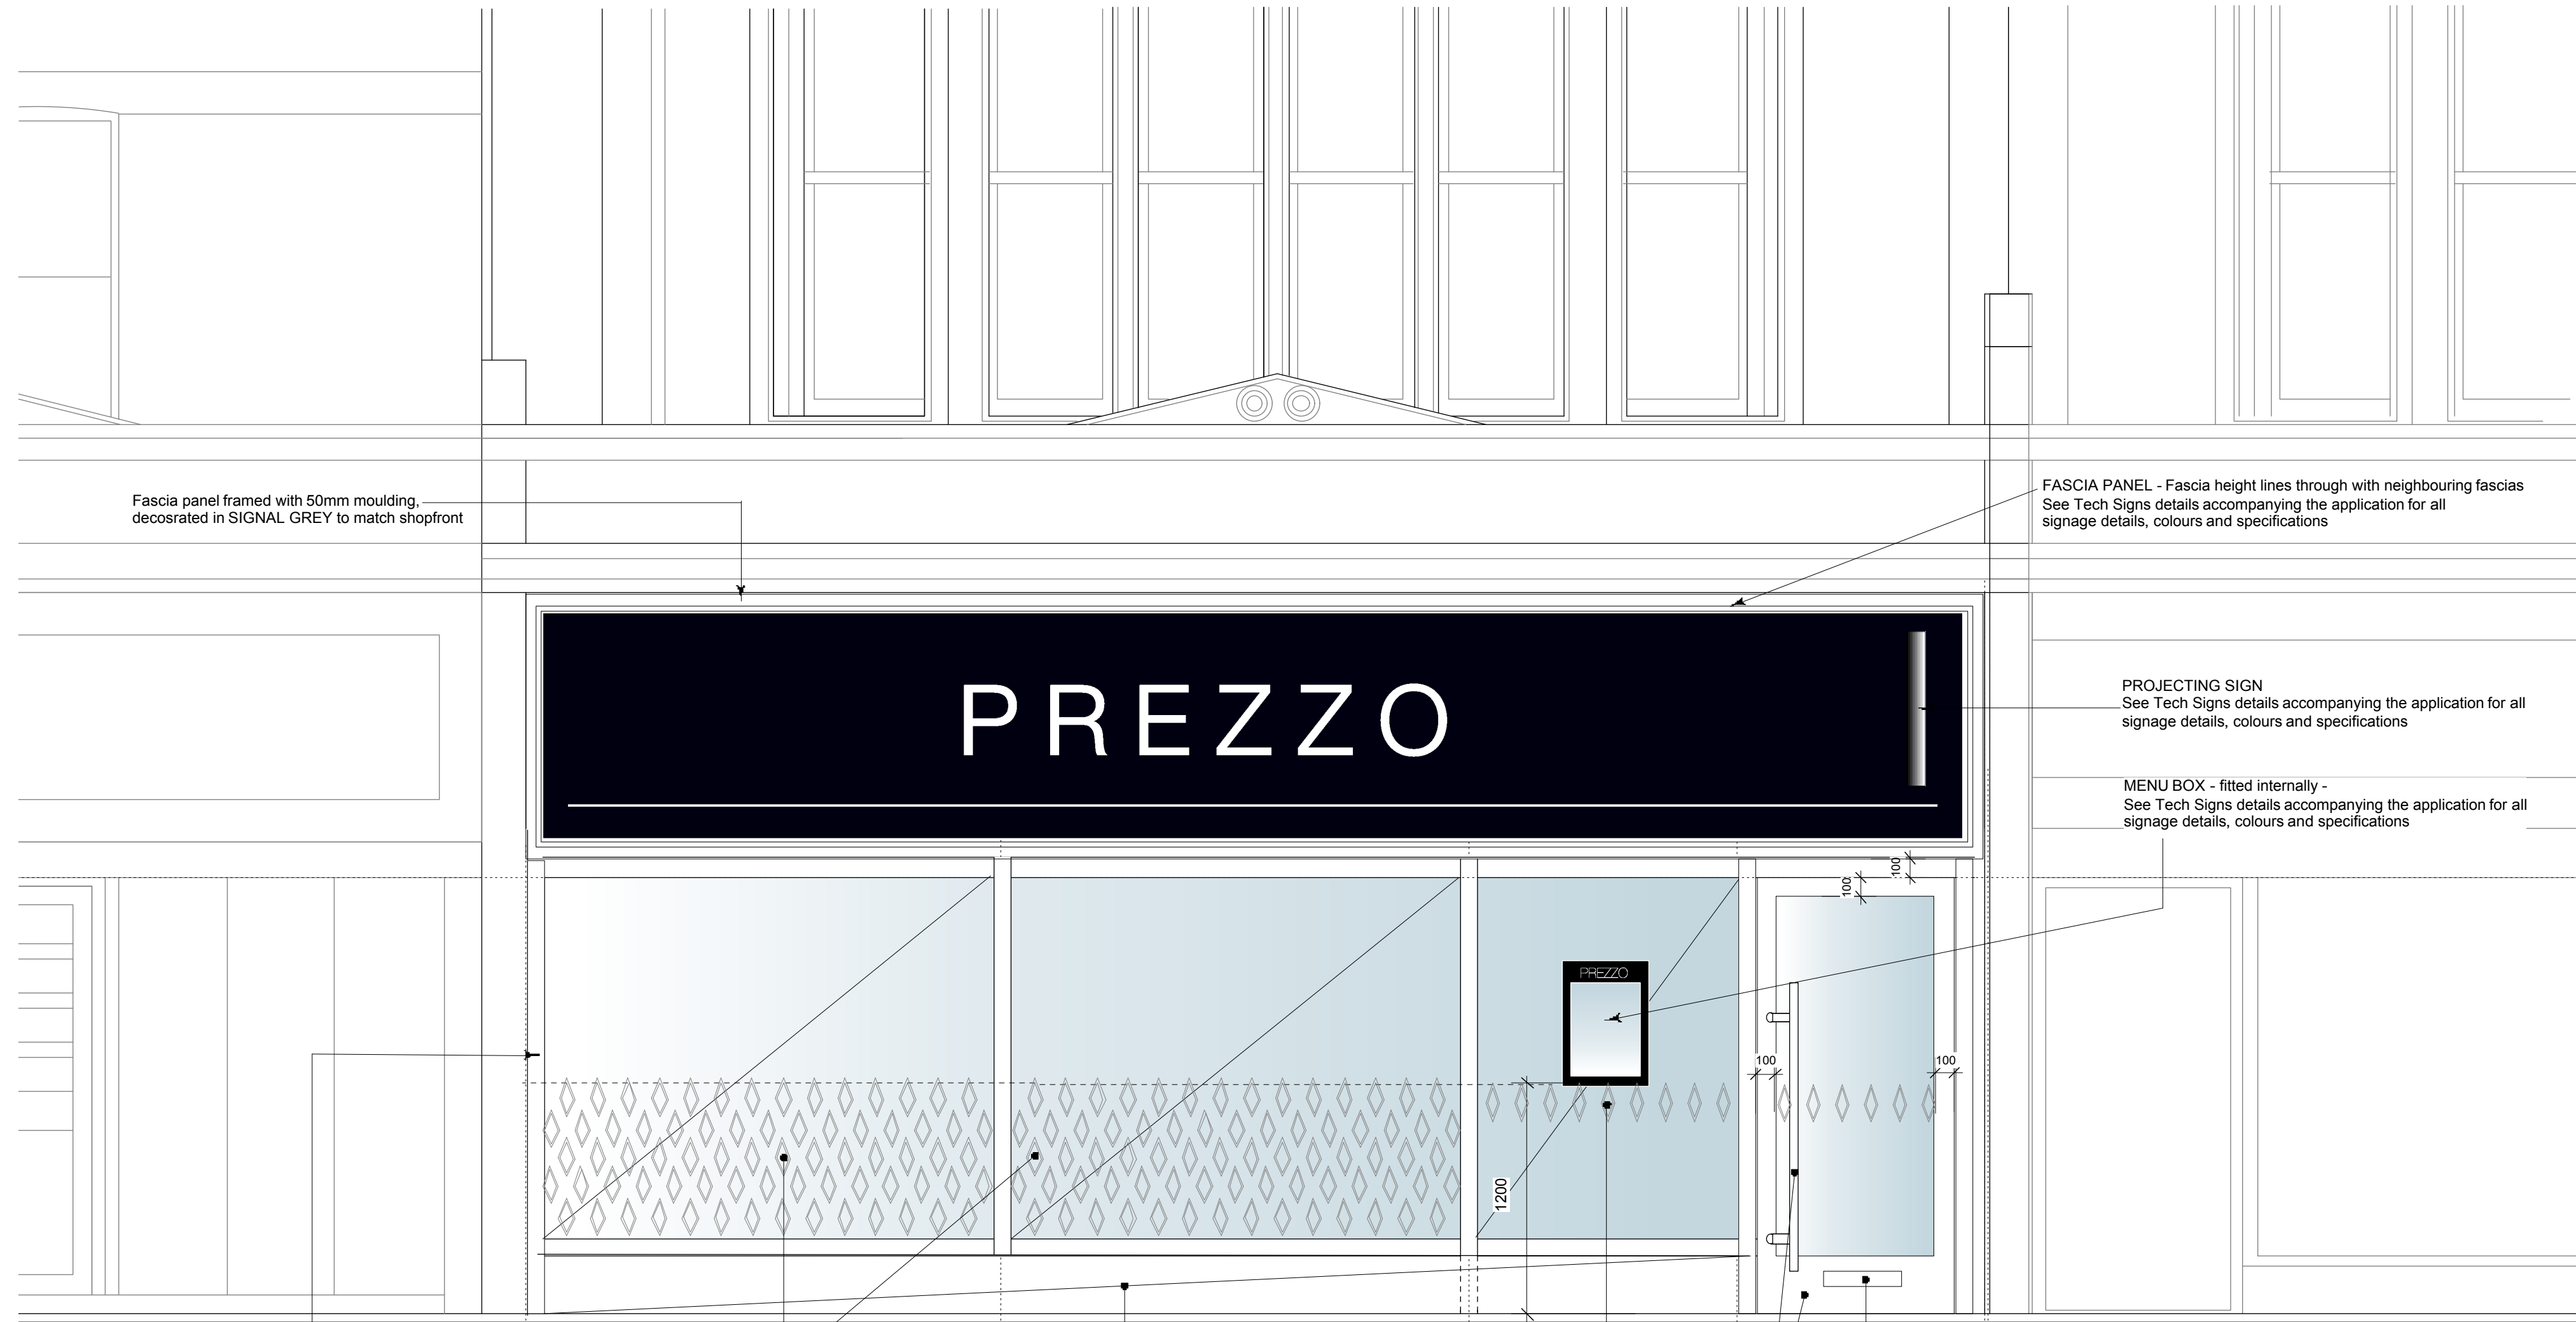 Fascia panel framed with 50mm moulding,
decosrated in SIGNAL GREY to match shopfront
FASCIA PANEL - Fascia height lines through with neighbouring fascias
See Tech Signs details accompanying the application for all
signage details, colours and specifications
PREZZO
PROJECTING SIGN
See Tech Signs details accompanying the application for all
signage details, colours and specifications
MENU BOX - fitted internally -
See Tech Signs details accompanying the application for all
signage details, colours and specifications
100
100
PREZZO
100
100
1200